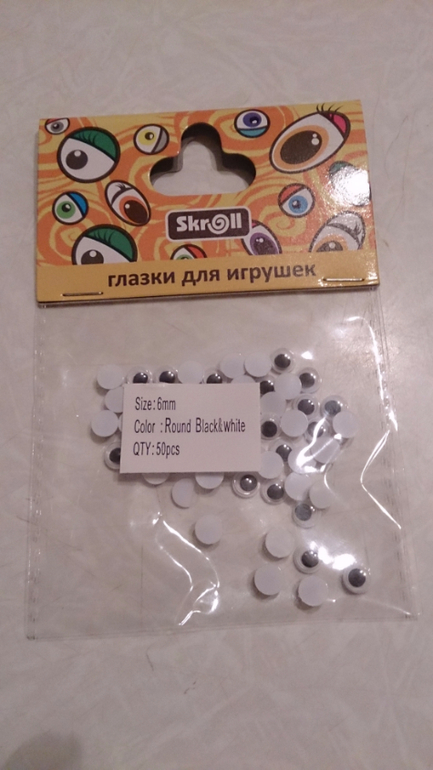 Skroll
глазки для игрушек
Size:6mm
Color :Round Black&white
QTY:50pcs